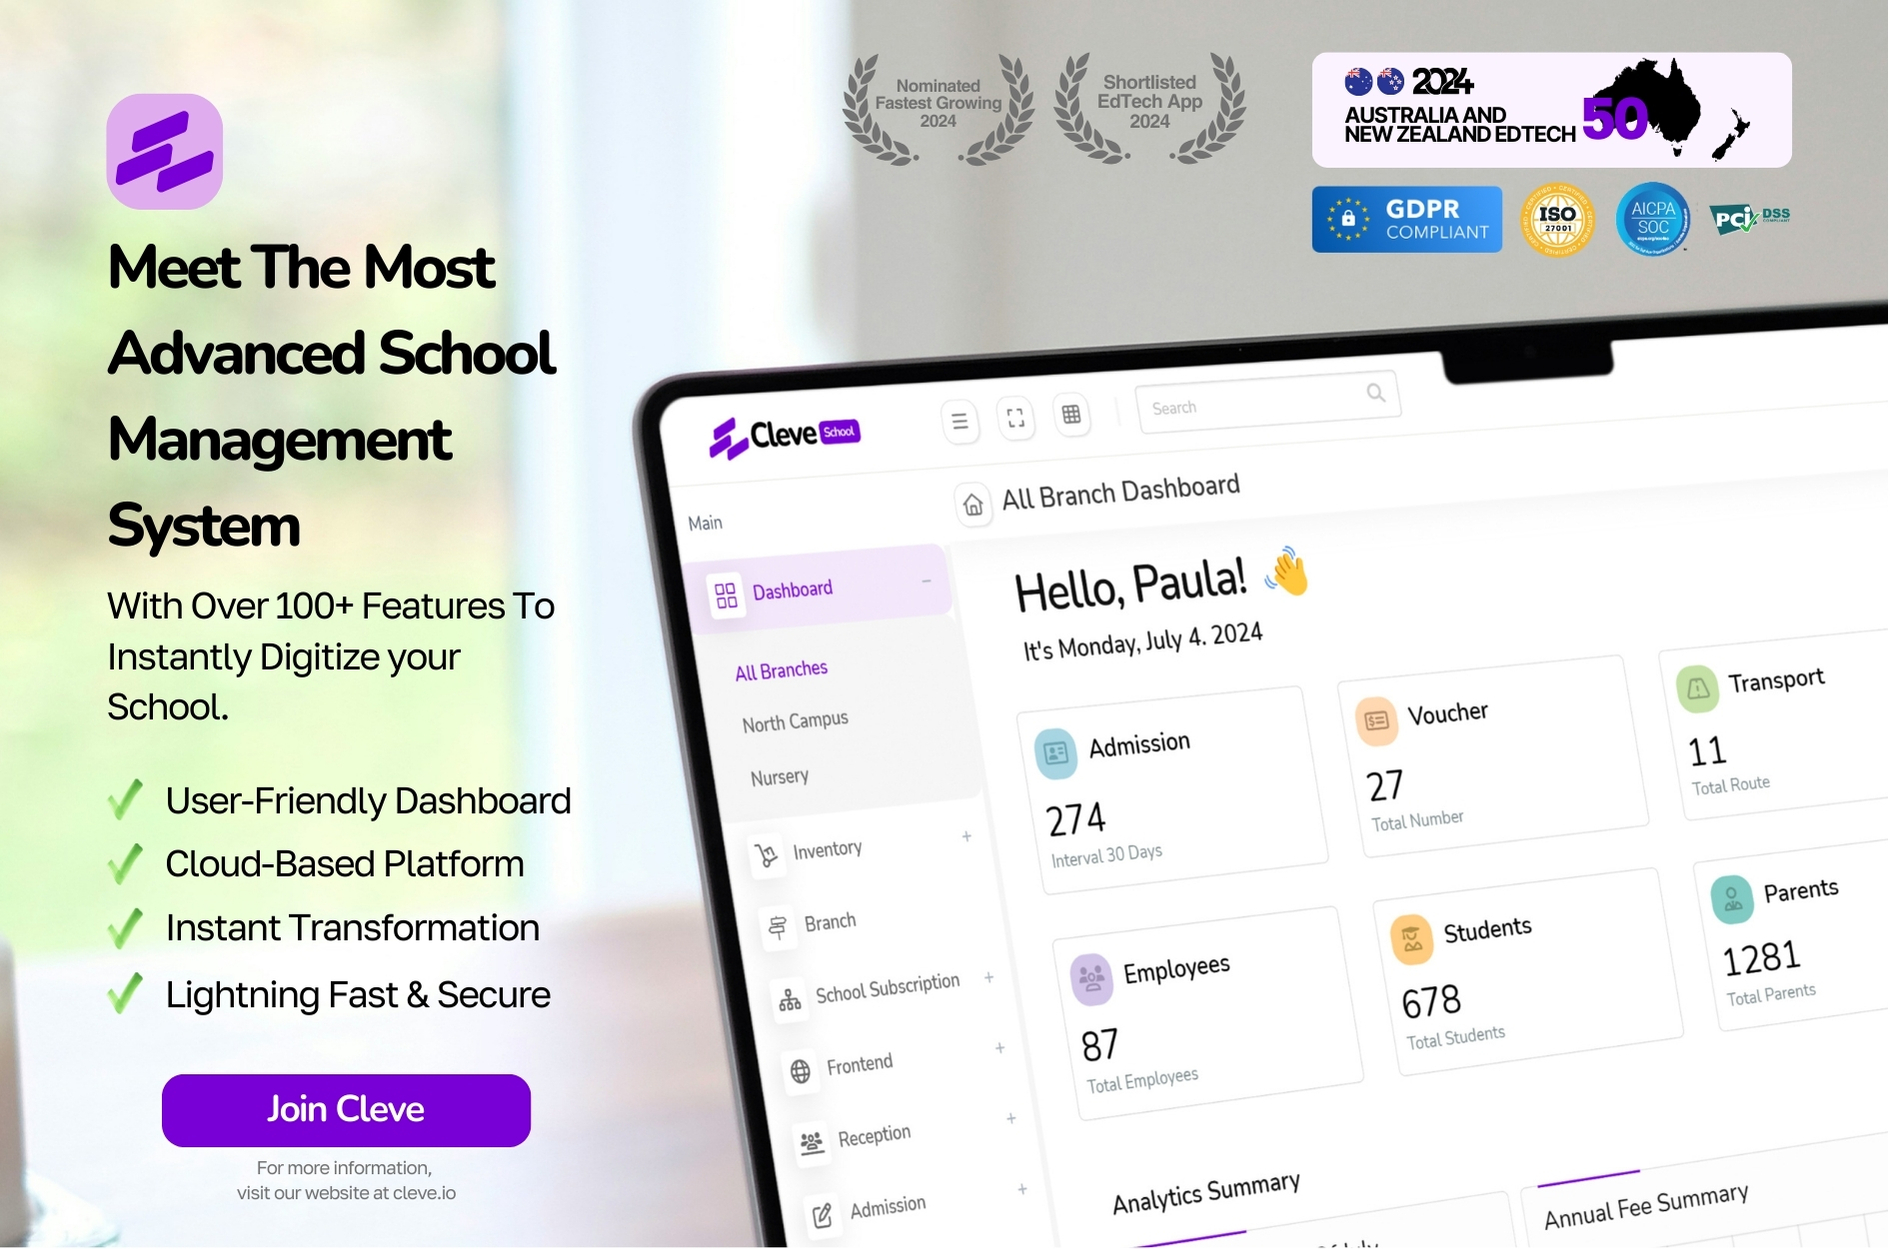 Meet The Most
Advanced School
Management
System
With Over 100+ Features To
Instantly Digitize your
School.
User-Friendly Dashboard
Cloud-Based Platform
Instant Transformation
Lightning Fast & Secure
Join Cleve
For more information,
visit our website at cleve.io
Nominated
Fastest Growing
2024
Shortlisted
EdTech App
2024
2024
AUSTRALIA AND
NEW ZEALAND EDTECH 50
GDPR
COMPLIANT
ISO
27001
AICPA
SOC
PCI DSS
COMPLIANT
Cleve School
Search
Main
All Branch Dashboard
Dashboard
All Branches
North Campus
Nursery
Inventory
Branch
School Subscription
Frontend
Reception
Admission
Hello, Paula!
It's Monday, July 4. 2024
Admission
274
Interval 30 Days
Voucher
27
Total Number
Transport
11
Total Route
Employees
87
Total Employees
Students
678
Total Students
Parents
1281
Total Parents
Analytics Summary
Annual Fee Summary